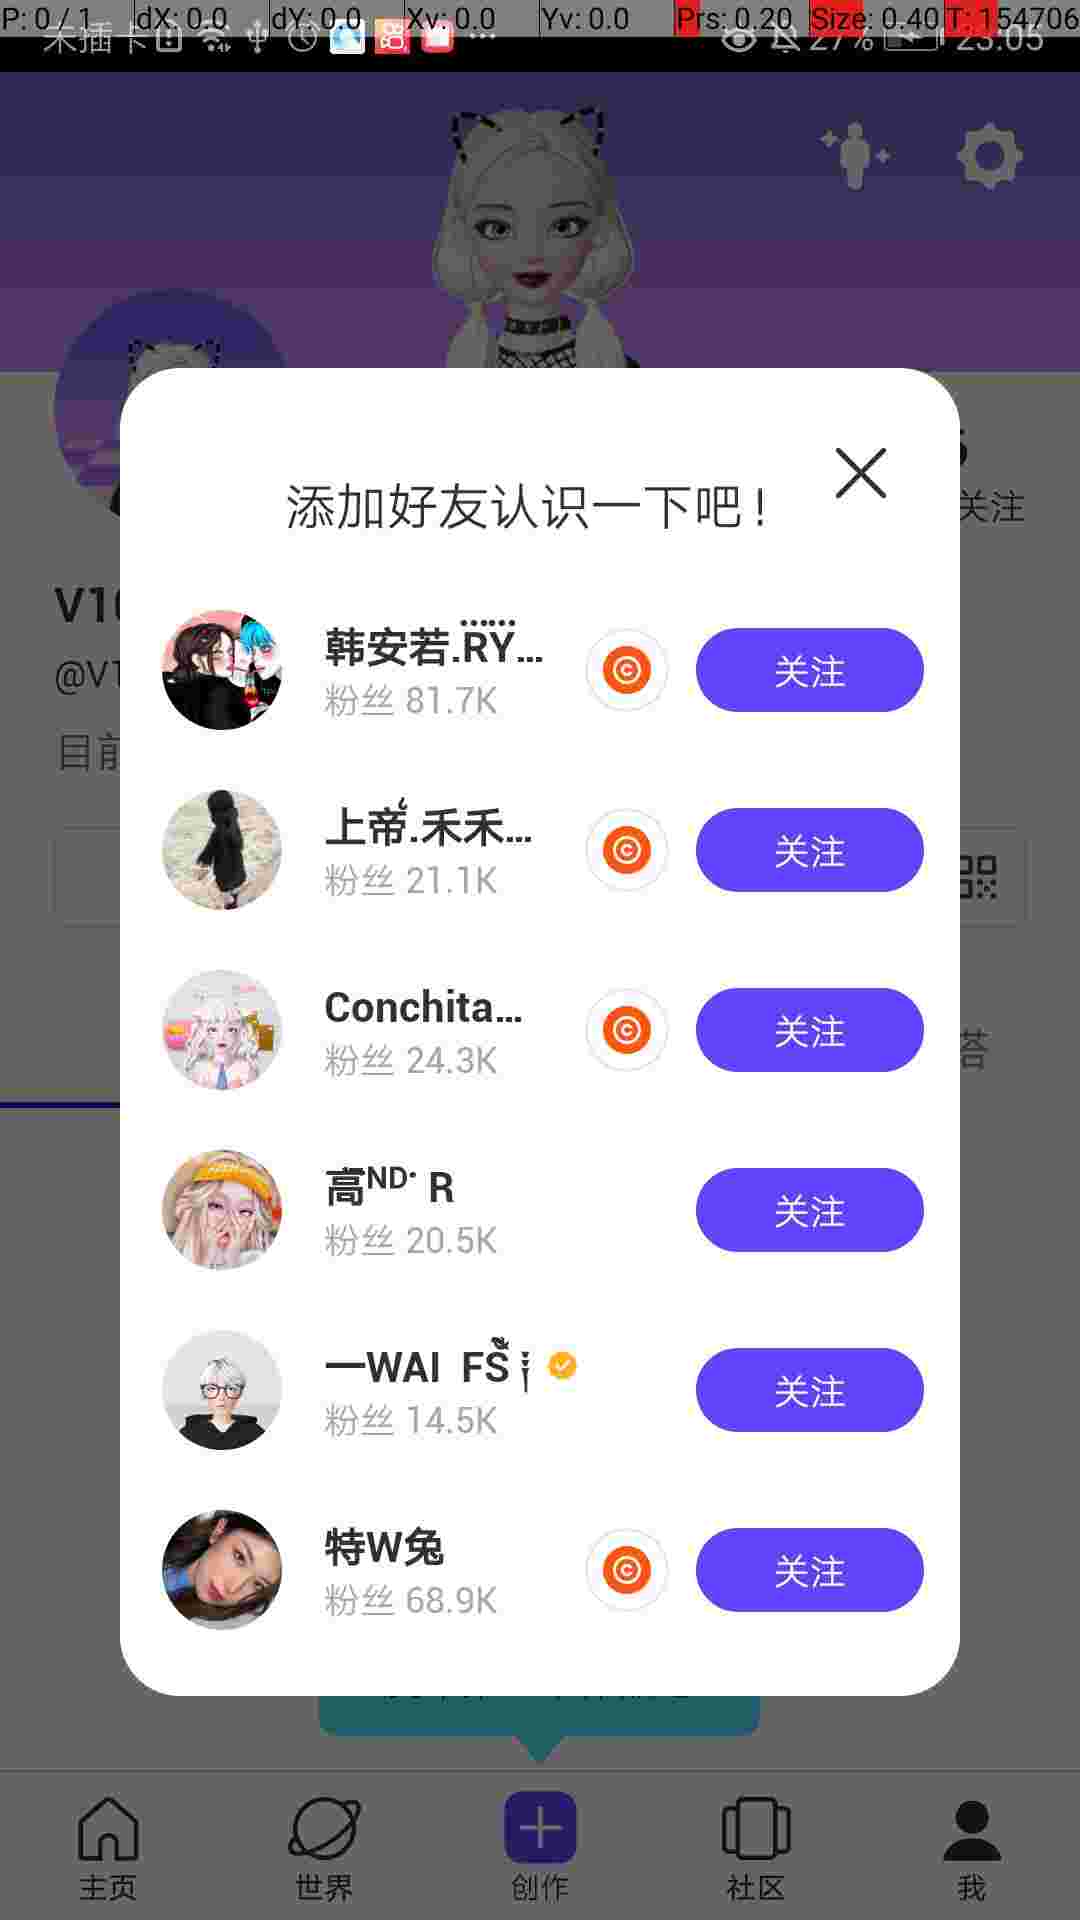 P: 0 / 1 dX: 0.0 dY: 0.0 Xv: 0.0 Yv: 0.0 Prs: 0.20 Size: 0.40 T: 154706
未插卡 27% 23:05
添加好友认识一下吧！
关注
V1
韩安若.RY...
粉丝 81.7K
关注
@V1
目前
上帝.禾禾...
粉丝 21.1K
关注
Conchita...
粉丝 24.3K
关注
答
高ᴺᴰ· R
粉丝 20.5K
关注
一WAI FS
粉丝 14.5K
关注
特W兔
粉丝 68.9K
关注
主页 世界 创作 社区 我